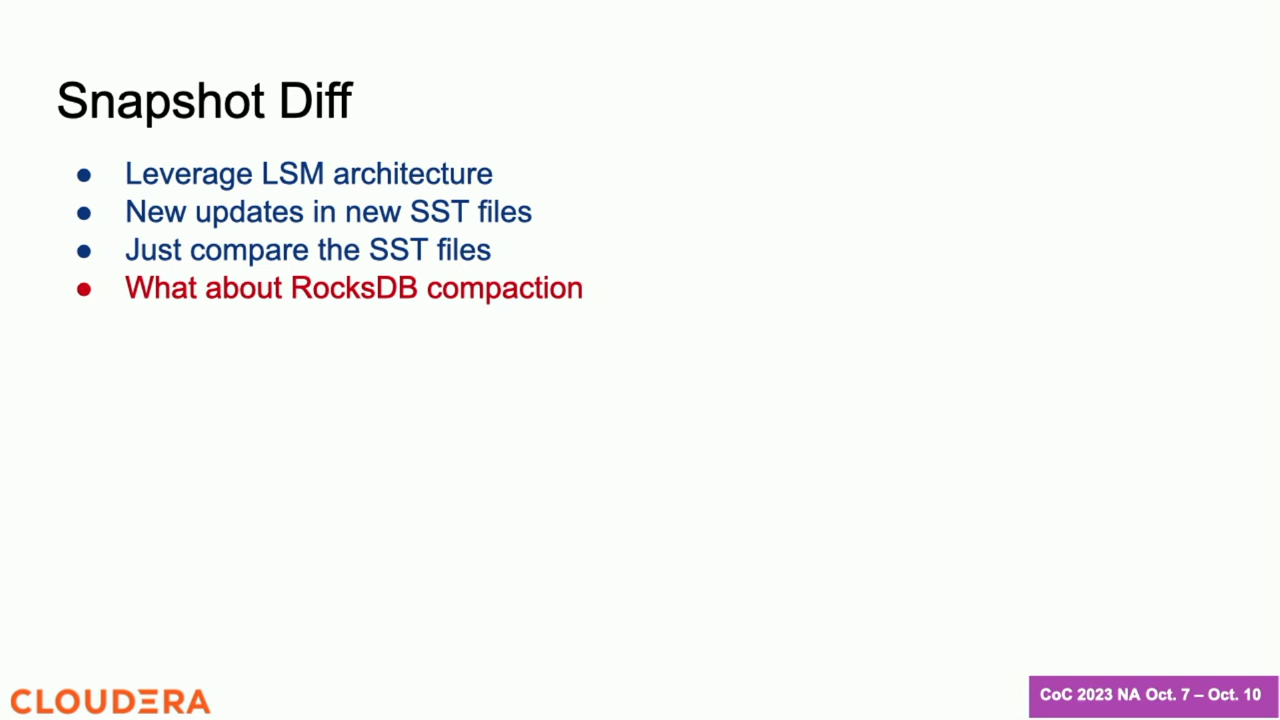 Snapshot Diff
● Leverage LSM architecture
● New updates in new SST files
● Just compare the SST files
● What about RocksDB compaction
CLOUDERA
CoC 2023 NA Oct. 7 – Oct. 10